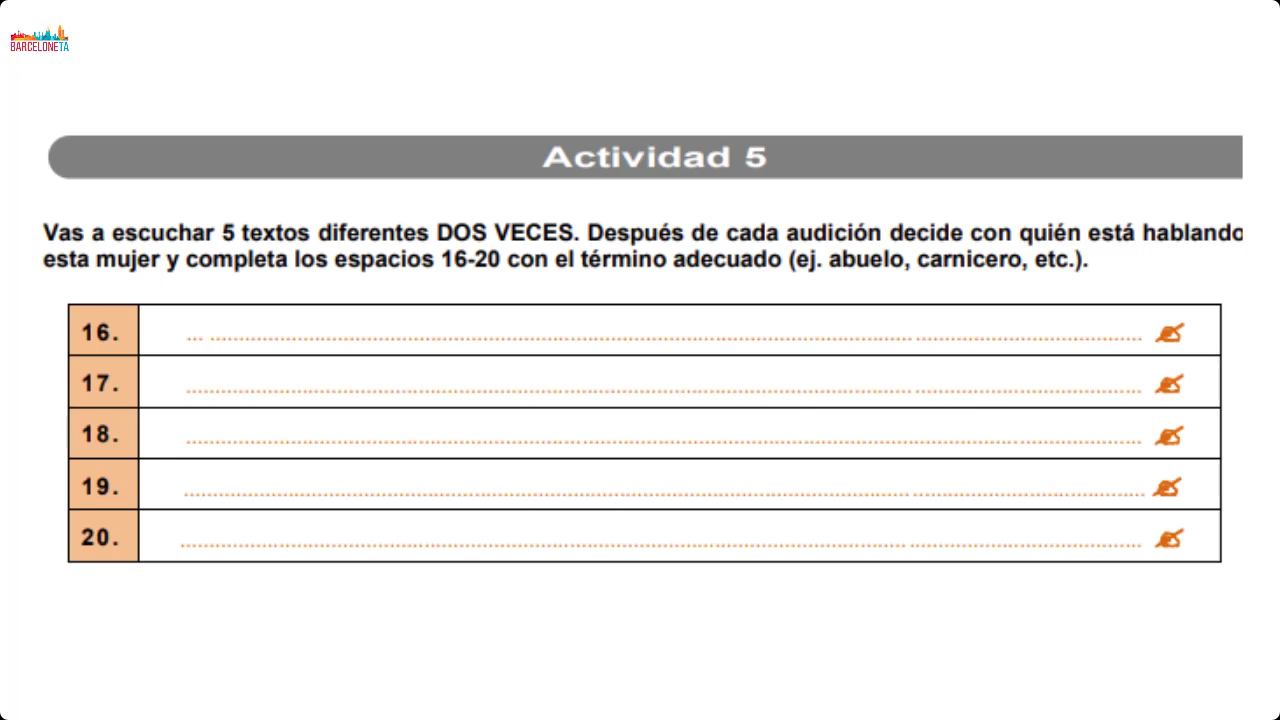 BARCELONETA
Actividad 5
Vas a escuchar 5 textos diferentes DOS VECES. Después de cada audición decide con quién está hablando
esta mujer y completa los espacios 16-20 con el término adecuado (ej. abuelo, carnicero, etc.).
16.
17.
18.
19.
20.